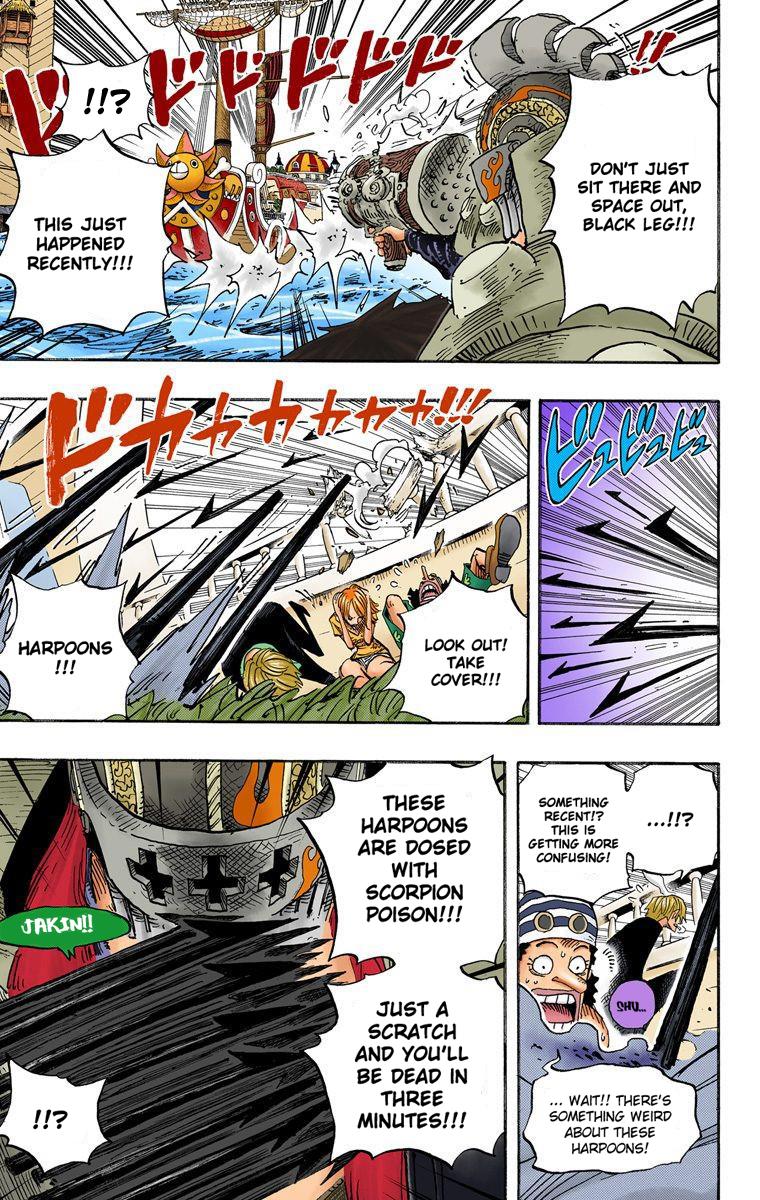 !!
ドドドドドド
ド
DON'T JUST
SIT THERE AND
SPACE OUT,
BLACK LEG!!!
!!?
THIS JUST
HAPPENED
RECENTLY!!!
ビュビュビュ
ドカカカカカカ!!!
LOOK OUT!
TAKE
COVER!!!
HARPOONS
!!!
...!!?
SOMETHING
RECENT!?
THIS IS
GETTING MORE
CONFUSING!
SHU...
... WAIT!! THERE'S
SOMETHING WEIRD
ABOUT THESE
HARPOONS!
THESE
HARPOONS
ARE DOSED
WITH
SCORPION
POISON!!!
JUST A
SCRATCH
AND YOU'LL
BE DEAD IN
THREE
MINUTES!!!
JAKIN!!
!!?